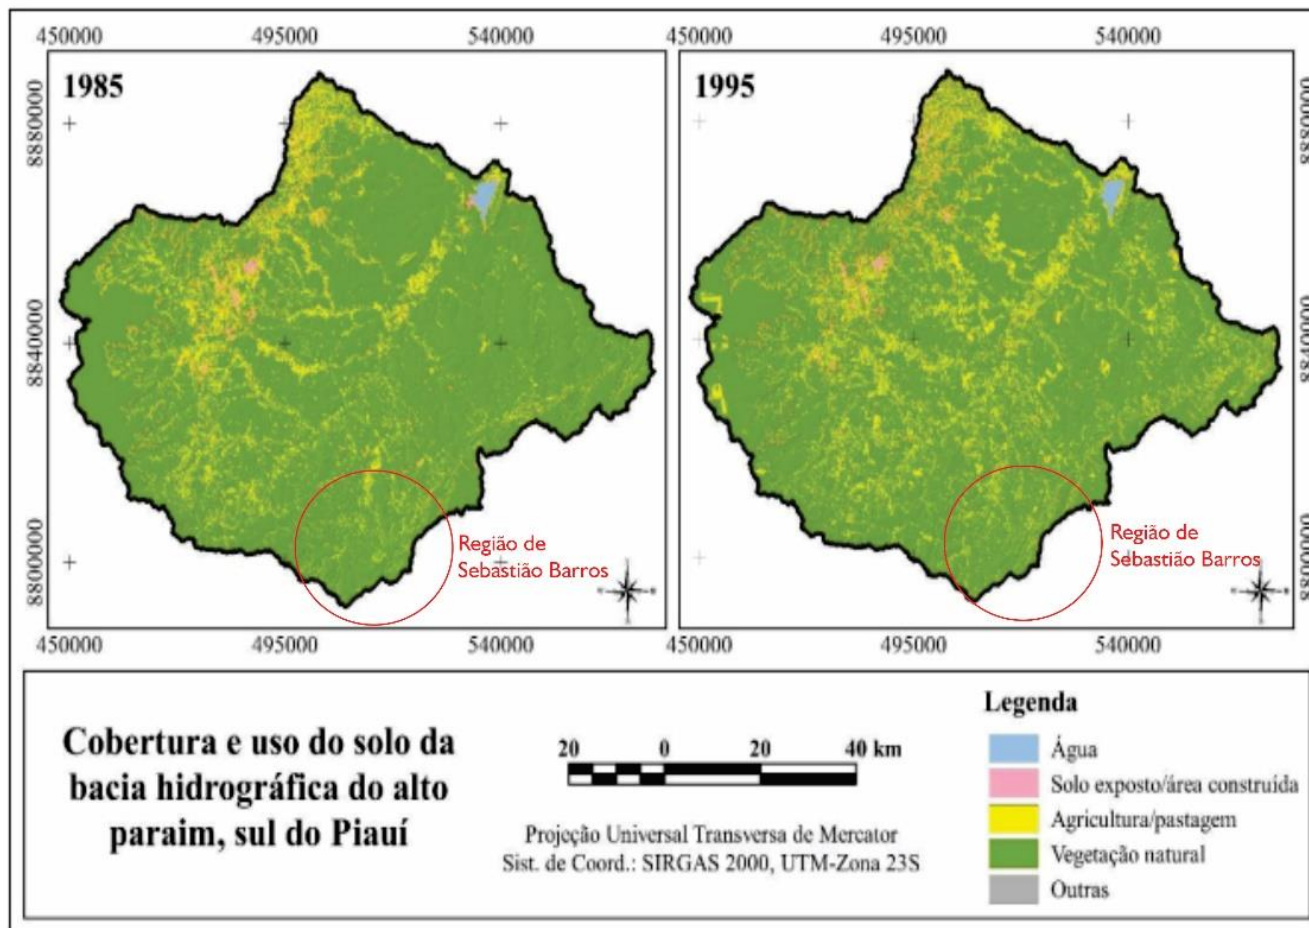 450000 495000 540000
450000 495000 540000
1985
1995
8880000
8840000
8800000
8880000
8840000
8800000
Região de
Sebastião Barros
Região de
Sebastião Barros
450000 495000 540000
450000 495000 540000
Cobertura e uso do solo da
bacia hidrográfica do alto
paraim, sul do Piauí
20 0 20 40 km
Projeção Universal Transversa de Mercator
Sist. de Coord.: SIRGAS 2000, UTM-Zona 23S
Legenda
Água
Solo exposto/área construída
Agricultura/pastagem
Vegetação natural
Outras